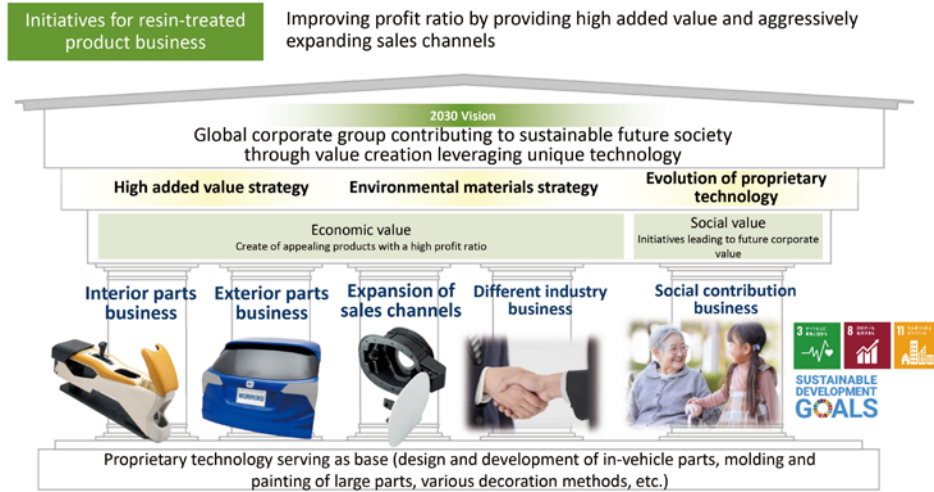 Initiatives for resin-treated
product business
Improving profit ratio by providing high added value and aggressively
expanding sales channels
2030 Vision
Global corporate group contributing to sustainable future society
through value creation leveraging unique technology
High added value strategy
Environmental materials strategy
Evolution of proprietary
technology
Economic value
Create of appealing products with a high profit ratio
Social value
Initiatives leading to future corporate
value
Interior parts
business
Exterior parts
business
Expansion of
sales channels
Different industry
business
Social contribution
business
3
8
11
SUSTAINABLE
DEVELOPMENT
GOALS
Proprietary technology serving as base (design and development of in-vehicle parts, molding and
painting of large parts, various decoration methods, etc.)